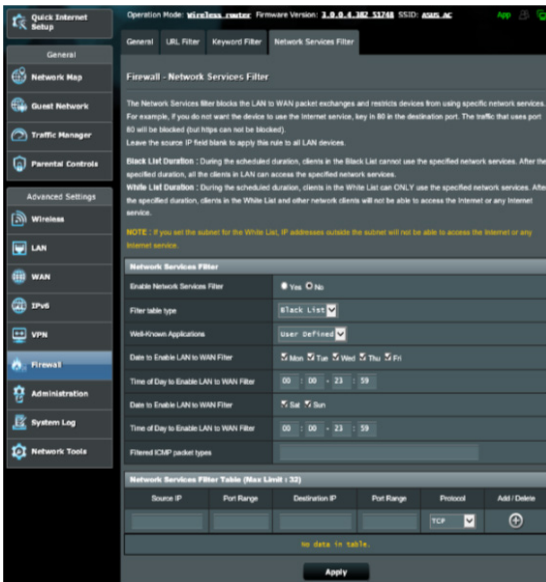 Quick Internet
Setup
Operation Mode: Wireless router Firmware Version: 3.0.0.4.382_51748 SSID: ASUS_AC
App
General
URL Filter
Keyword Filter
Network Services Filter
General
Network Map
Guest Network
Traffic Manager
Parental Controls
Advanced Settings
Wireless
LAN
WAN
IPv6
VPN
Firewall
Administration
System Log
Network Tools
Firewall - Network Services Filter
The Network Services filter blocks the LAN to WAN packet exchanges and restricts devices from using specific network services.
For example, if you do not want the device to use the Internet service, key in 80 in the destination port. The traffic that uses port
80 will be blocked (but https can not be blocked).
Leave the source IP field blank to apply this rule to all LAN devices.
Black List Duration : During the scheduled duration, clients in the Black List cannot use the specified network services. After the
specified duration, all the clients in LAN can access the specified network services.
White List Duration : During the scheduled duration, clients in the White List can ONLY use the specified network services. After
the specified duration, clients in the White List and other network clients will not be able to access the Internet or any Internet
service.
NOTE : If you set the subnet for the White List, IP addresses outside the subnet will not be able to access the Internet or any
Internet service.
Network Services Filter
Enable Network Services Filter Yes No
Filter table type Black List
Well-Known Applications User Defined
Date to Enable LAN to WAN Filter Mon Tue Wed Thu Fri
Time of Day to Enable LAN to WAN Filter 00 : 00 - 23 : 59
Date to Enable LAN to WAN Filter Sat Sun
Time of Day to Enable LAN to WAN Filter 00 : 00 - 23 : 59
Filtered ICMP packet types
Network Services Filter Table (Max Limit : 32)
Source IP Port Range Destination IP Port Range Protocol Add / Delete
TCP
No data in table.
Apply